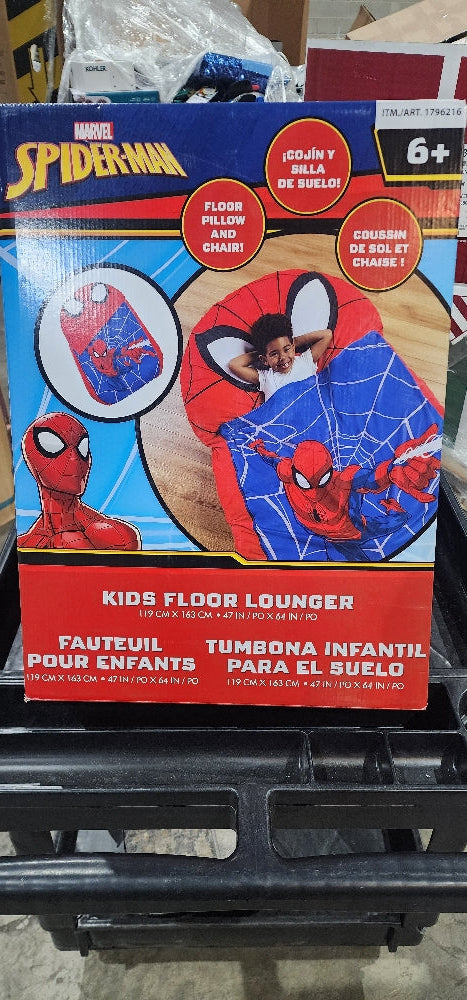 KOHLER
ITM./ART. 1796216
MARVEL
SPIDER-MAN
6+
¡COJÍN Y
SILLA
DE SUELO!
FLOOR
PILLOW
AND
CHAIR!
COUSSIN
DE SOL ET
CHAISE !
KIDS FLOOR LOUNGER
119 CM X 163 CM • 47 IN / PO X 64 IN / PO
FAUTEUIL
POUR ENFANTS
119 CM X 163 CM • 47 IN / PO X 64 IN / PO
TUMBONA INFANTIL
PARA EL SUELO
119 CM X 163 CM • 47 IN / PO X 64 IN / PO